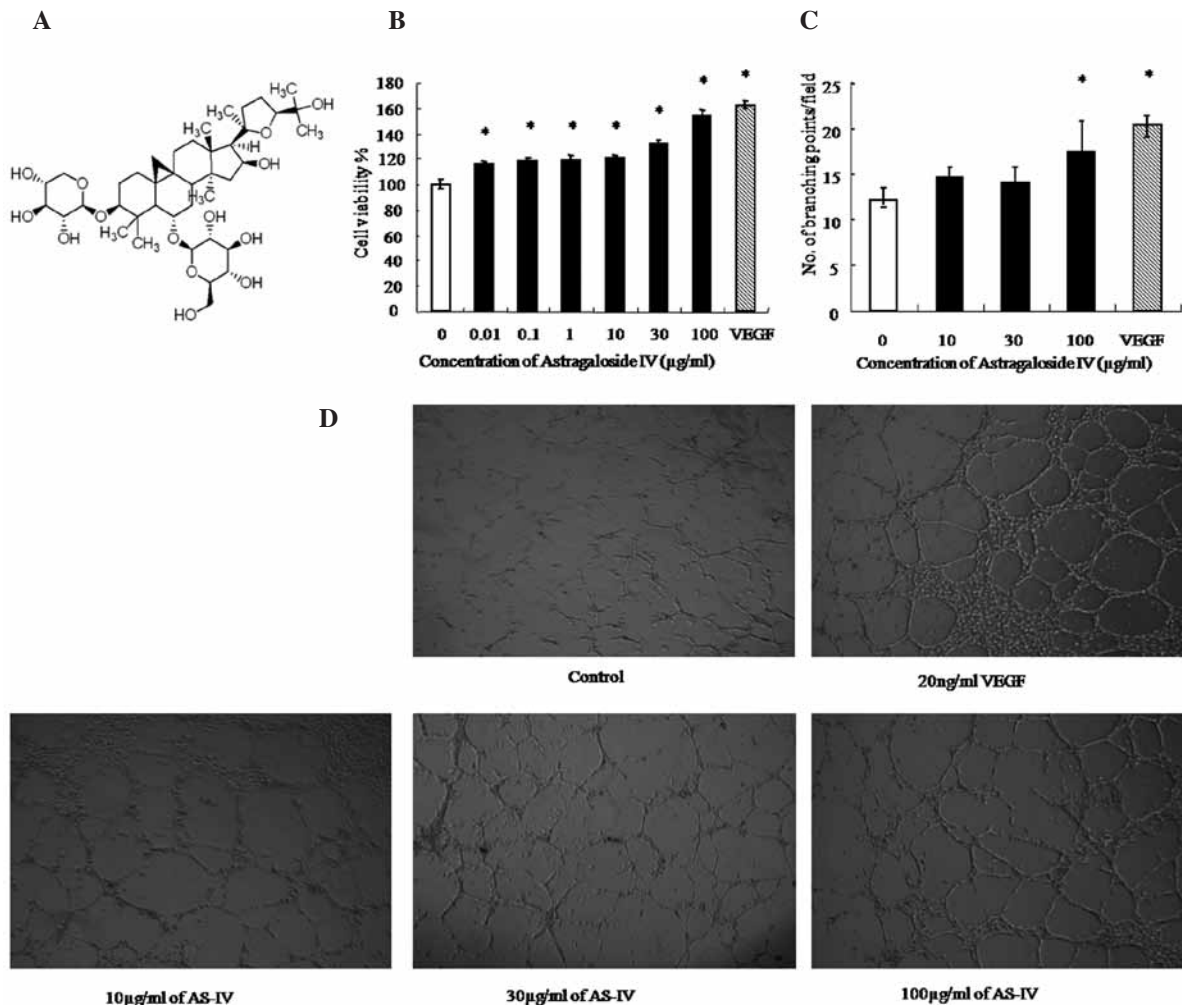 A
B
C
H₃C
OH
CH₃
CH₃
O
H₃C
H
OH
CH₃
CH₃
H₃C
HO
HO
OH
O
O
H₃C CH₃
O
HO
OH
O
OH
HO
Cell viability %
180
160
140
120
100
80
60
40
20
0
* * * * * * *
0 0.01 0.1 1 10 30 100 VEGF
Concentration of Astragaloside IV (µg/ml)
No. of branching points/field
25
20
15
10
5
0
* *
0 10 30 100 VEGF
Concentration of Astragaloside IV (µg/ml)
D
Control
20ng/ml VEGF
10µg/ml of AS-IV
30µg/ml of AS-IV
100µg/ml of AS-IV